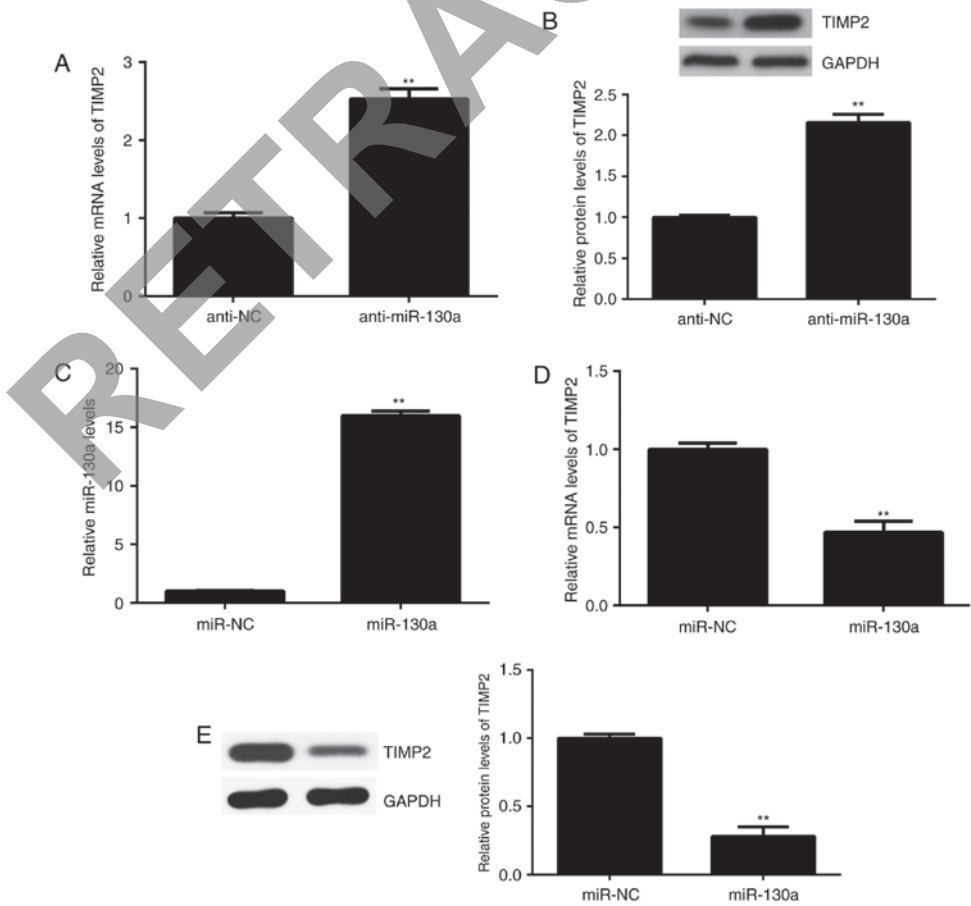 RETRAC
A
Relative mRNA levels of TIMP2
3
2
1
0
**
anti-NC
anti-miR-130a
B
TIMP2
GAPDH
Relative protein levels of TIMP2
2.5
2.0
1.5
1.0
0.5
0.0
**
anti-NC
anti-miR-130a
C
Relative miR-130a levels
20
15
10
5
0
**
miR-NC
miR-130a
D
Relative mRNA levels of TIMP2
1.5
1.0
0.5
0.0
**
miR-NC
miR-130a
E
TIMP2
GAPDH
Relative protein levels of TIMP2
1.5
1.0
0.5
0.0
**
miR-NC
miR-130a